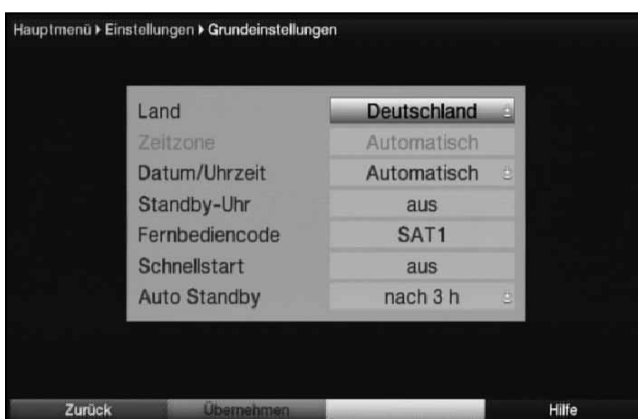 Hauptmenü ▸ Einstellungen ▸ Grundeinstellungen
Land Deutschland
Zeitzone Automatisch
Datum/Uhrzeit Automatisch
Standby-Uhr aus
Fernbediencode SAT1
Schnellstart aus
Auto Standby nach 3 h
Zurück Übernehmen Hilfe